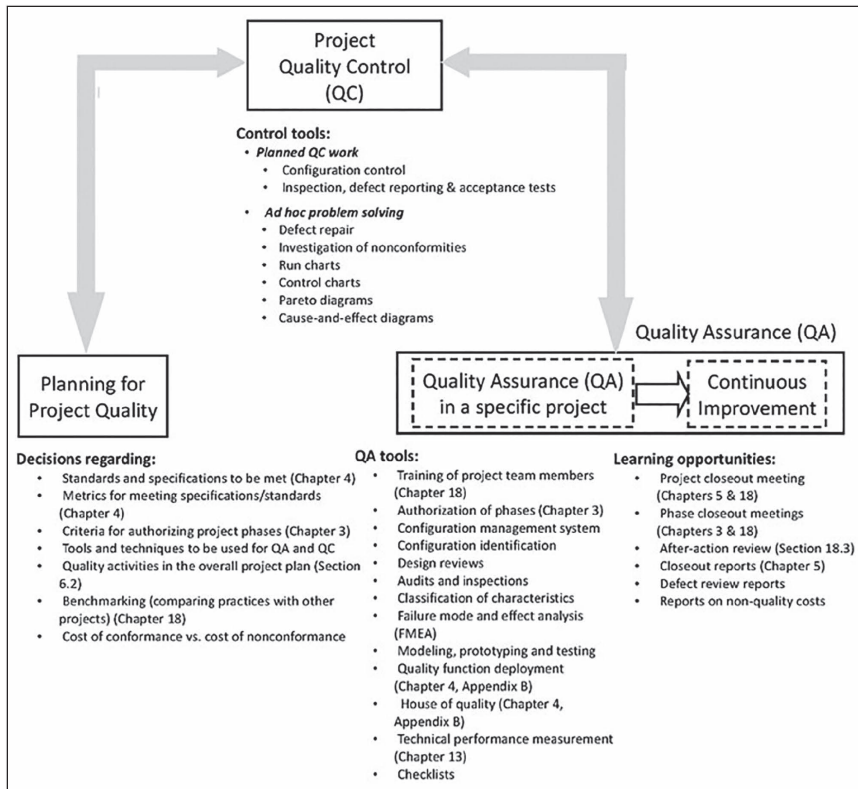 Project
Quality Control
(QC)
Control tools:
• Planned QC work
• Configuration control
• Inspection, defect reporting & acceptance tests
• Ad hoc problem solving
• Defect repair
• Investigation of nonconformities
• Run charts
• Control charts
• Pareto diagrams
• Cause-and-effect diagrams
Planning for
Project Quality
Decisions regarding:
• Standards and specifications to be met (Chapter 4)
• Metrics for meeting specifications/standards
(Chapter 4)
• Criteria for authorizing project phases (Chapter 3)
• Tools and techniques to be used for QA and QC
• Quality activities in the overall project plan (Section
6.2)
• Benchmarking (comparing practices with other
projects) (Chapter 18)
• Cost of conformance vs. cost of nonconformance
Quality Assurance (QA)
Quality Assurance (QA)
in a specific project
Continuous
Improvement
QA tools:
• Training of project team members
(Chapter 18)
• Authorization of phases (Chapter 3)
• Configuration management system
• Configuration identification
• Design reviews
• Audits and inspections
• Classification of characteristics
• Failure mode and effect analysis
(FMEA)
• Modeling, prototyping and testing
• Quality function deployment
(Chapter 4, Appendix B)
• House of quality (Chapter 4,
Appendix B)
• Technical performance measurement
(Chapter 13)
• Checklists
Learning opportunities:
• Project closeout meeting
(Chapters 5 & 18)
• Phase closeout meetings
(Chapters 3 & 18)
• After-action review (Section 18.3)
• Closeout reports (Chapter 5)
• Defect review reports
• Reports on non-quality costs